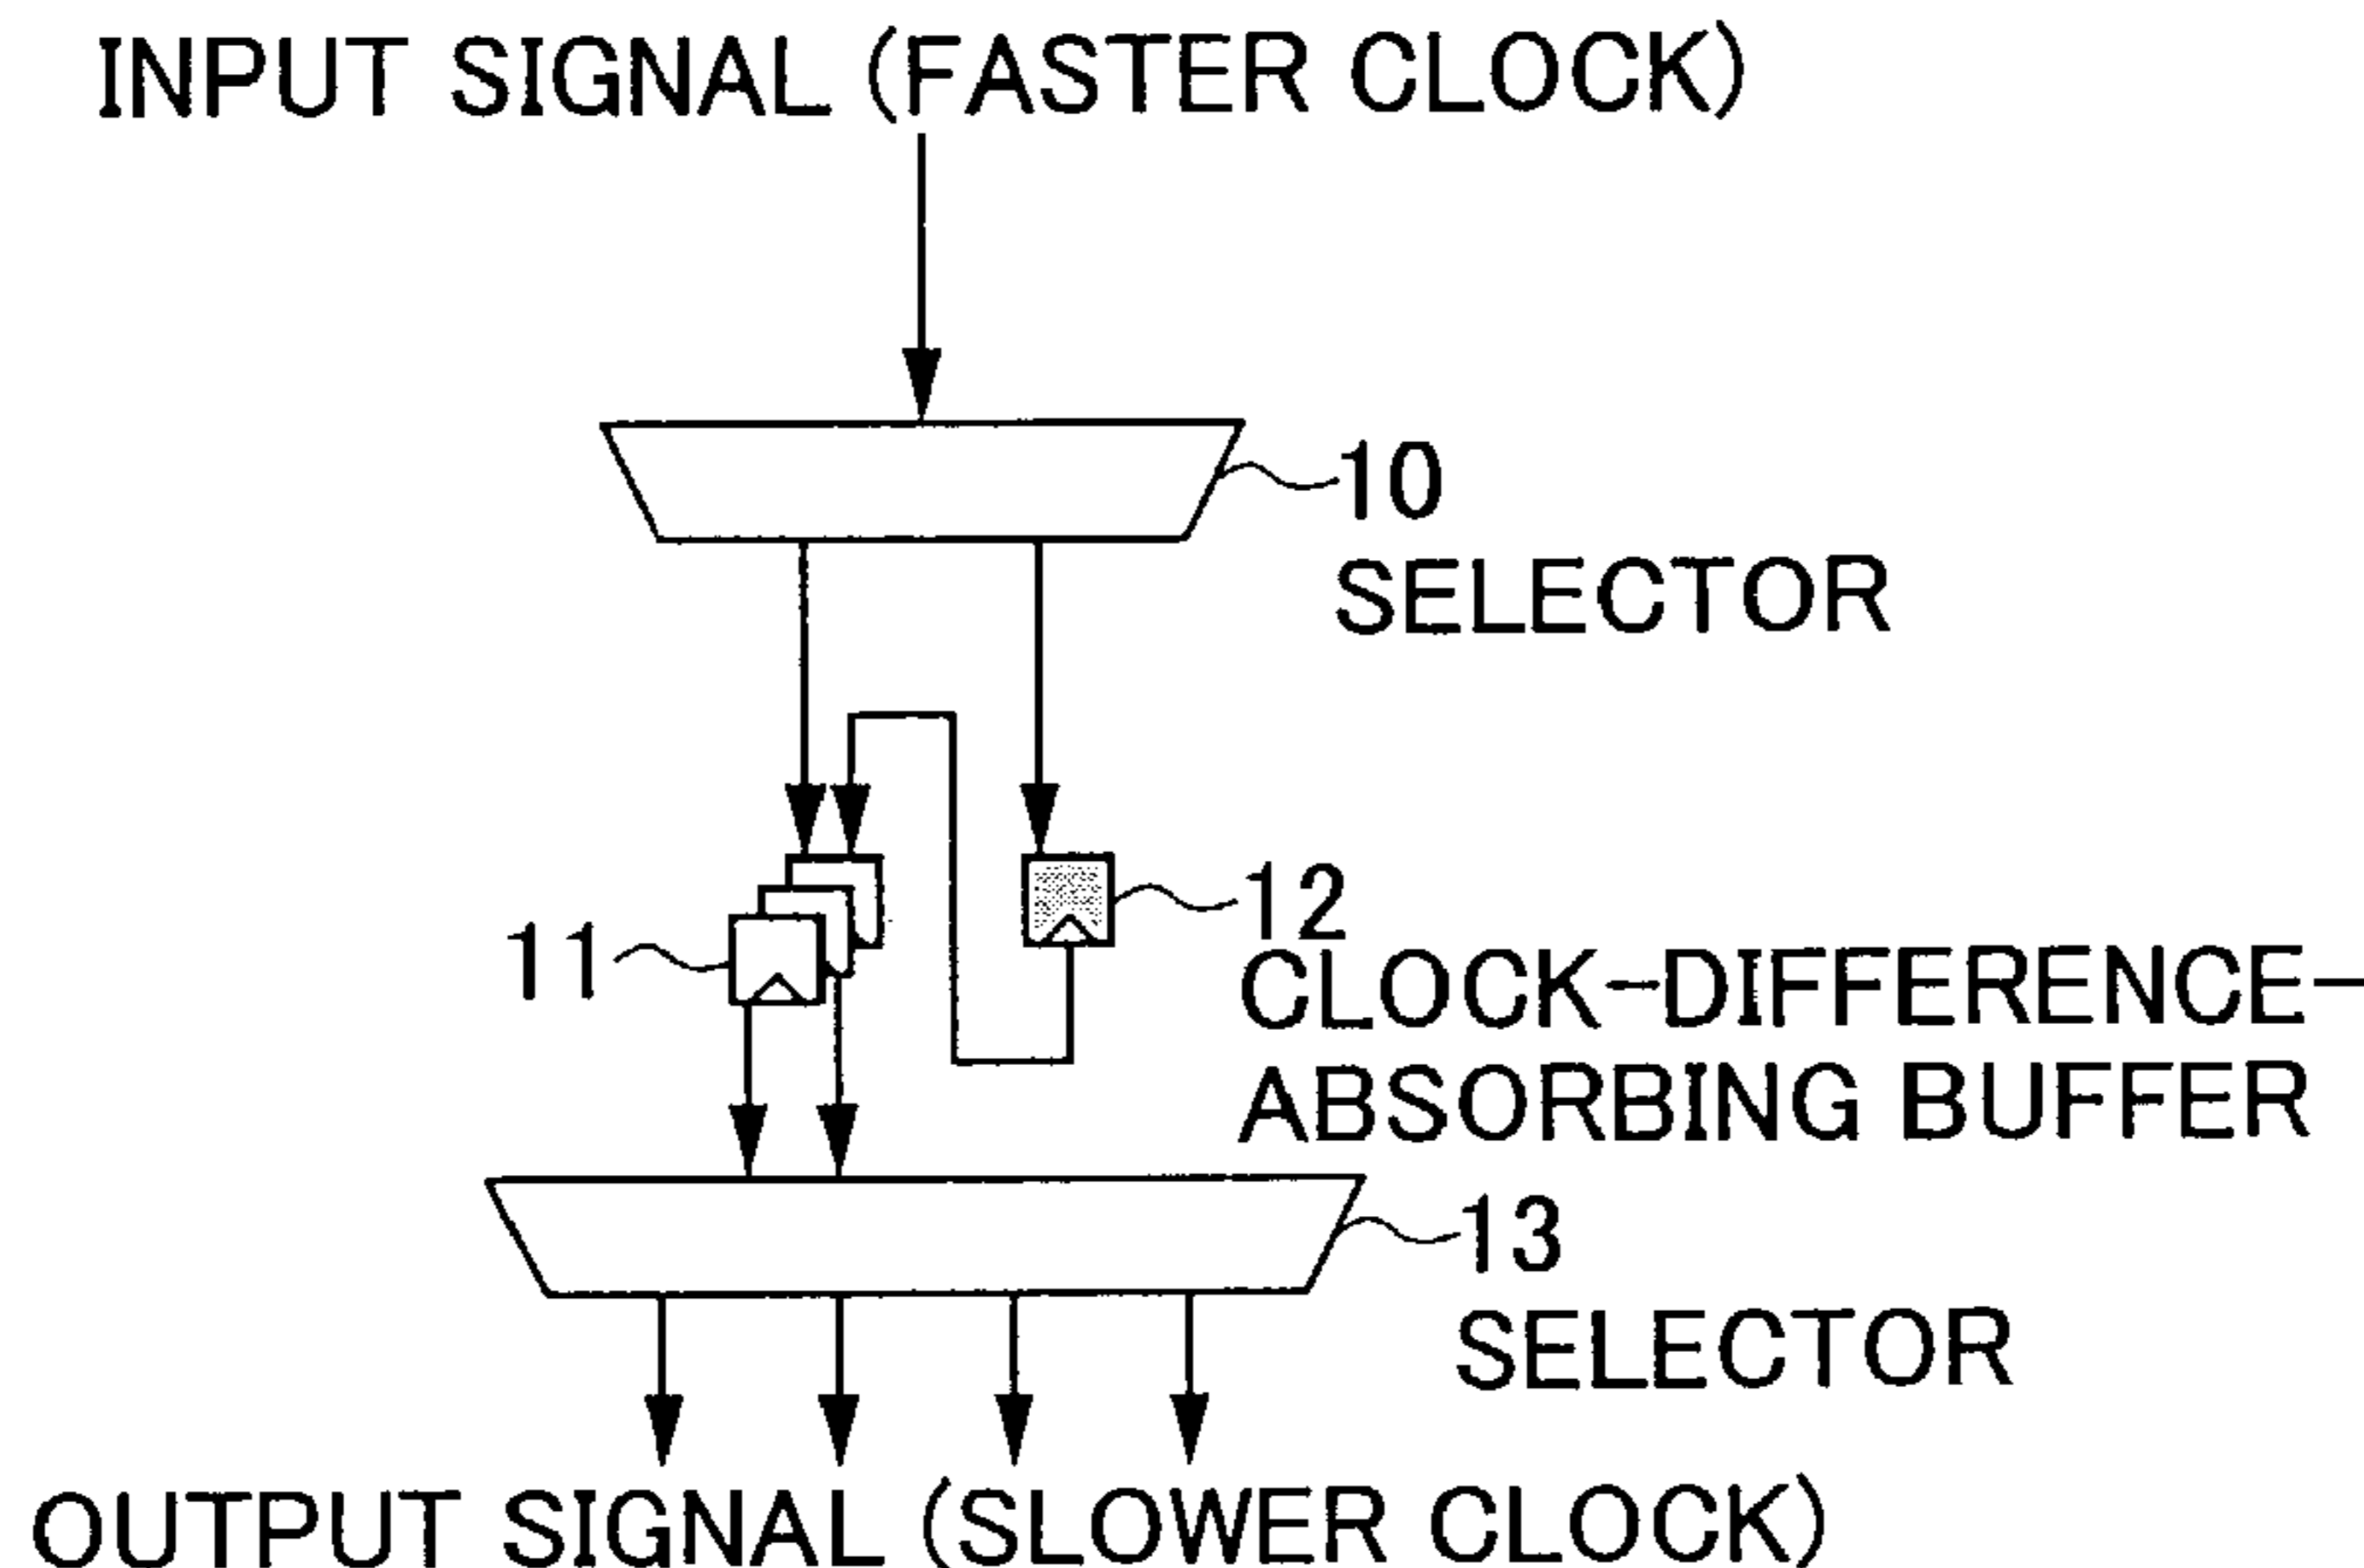 INPUT SIGNAL (FASTER CLOCK)
10
SELECTOR
11
12
CLOCK-DIFFERENCE-
ABSORBING BUFFER
13
SELECTOR
OUTPUT SIGNAL (SLOWER CLOCK)